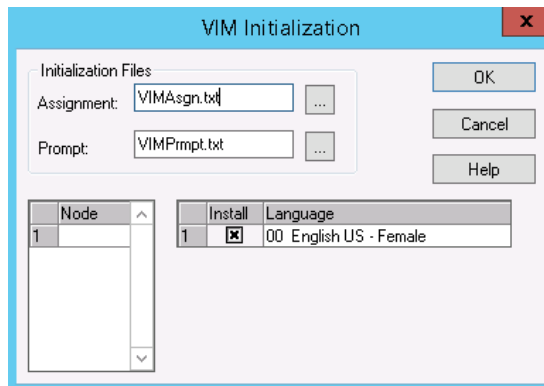 VIM Initialization
x
Initialization Files
Assignment: VIMAsgn.txt ...
Prompt: VIMPrmpt.txt ...
OK
Cancel
Help
Node
1
Install Language
1 00 English US - Female